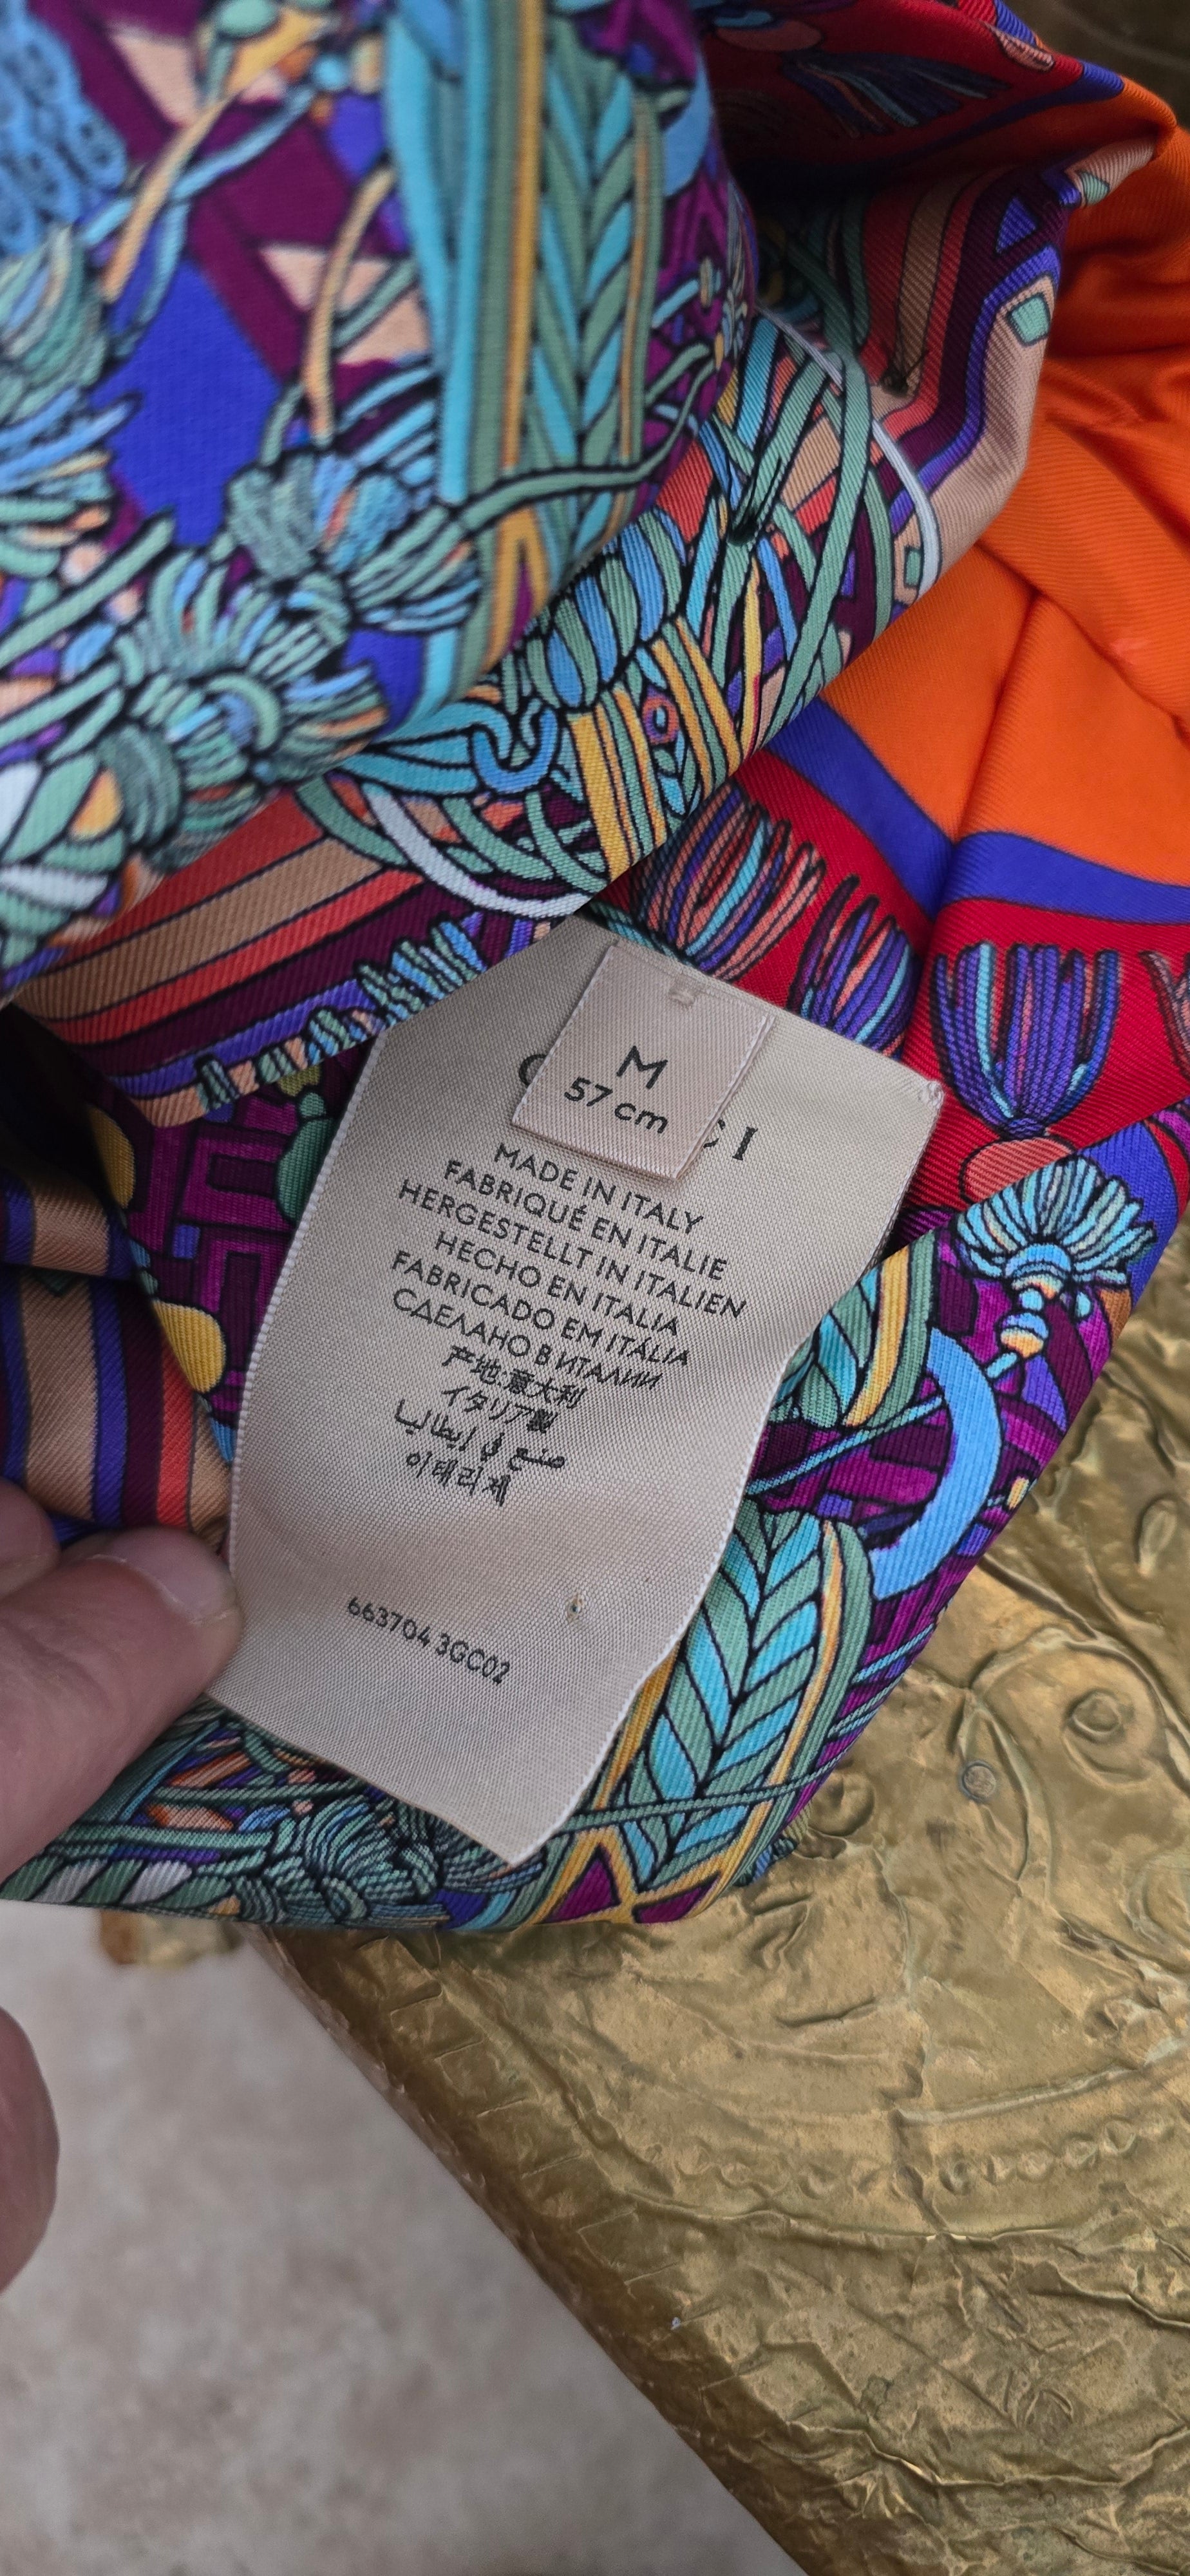 M
57 cm
MADE IN ITALY
FABRIQUÉ EN ITALIE
HERGESTELLT IN ITALIEN
HECHO EN ITALIA
FABRICADO EM ITÁLIA
СДЕЛАНО В ИТАЛИИ
产地:意大利
イタリア製
صنع في إيطاليا
이태리제
663704 3GC02